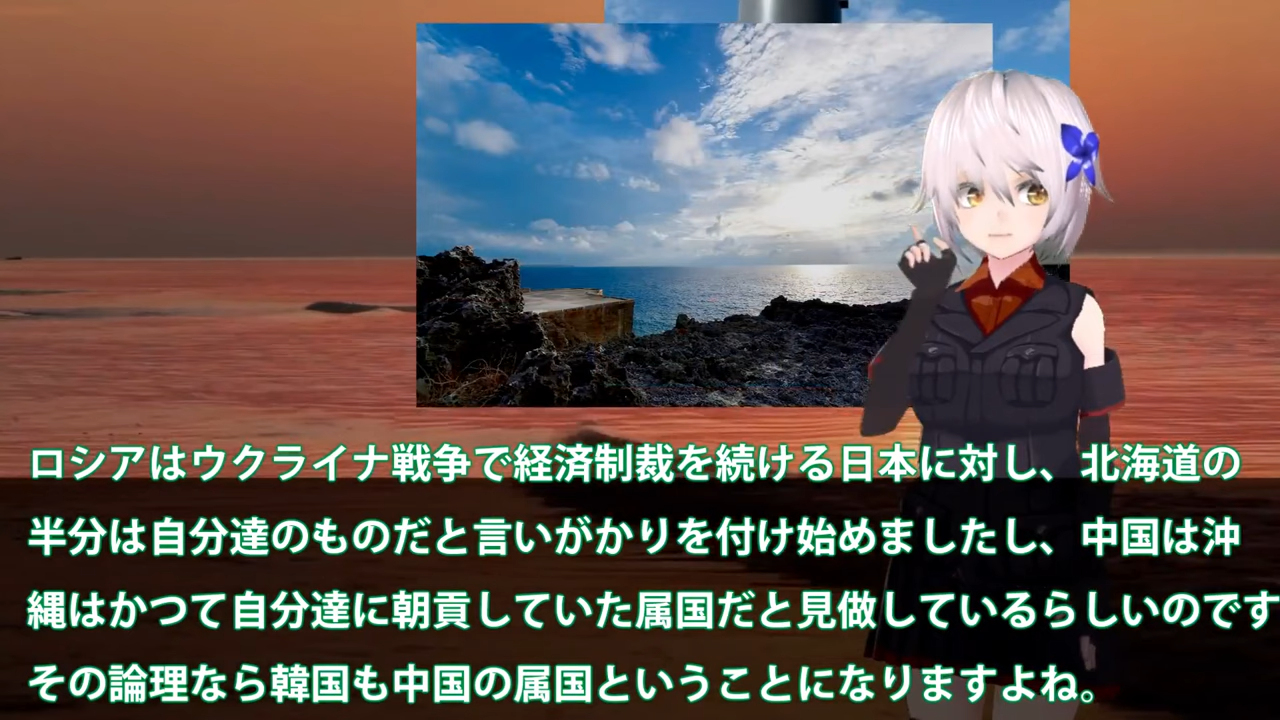 ロシアはウクライナ戦争で経済制裁を続ける日本に対し、北海道の
半分は自分達のものだと言いがかりを付け始めましたし、中国は沖
縄はかつて自分達に朝貢していた属国だと見做しているらしいのです
その論理なら韓国も中国の属国ということになりますよね。